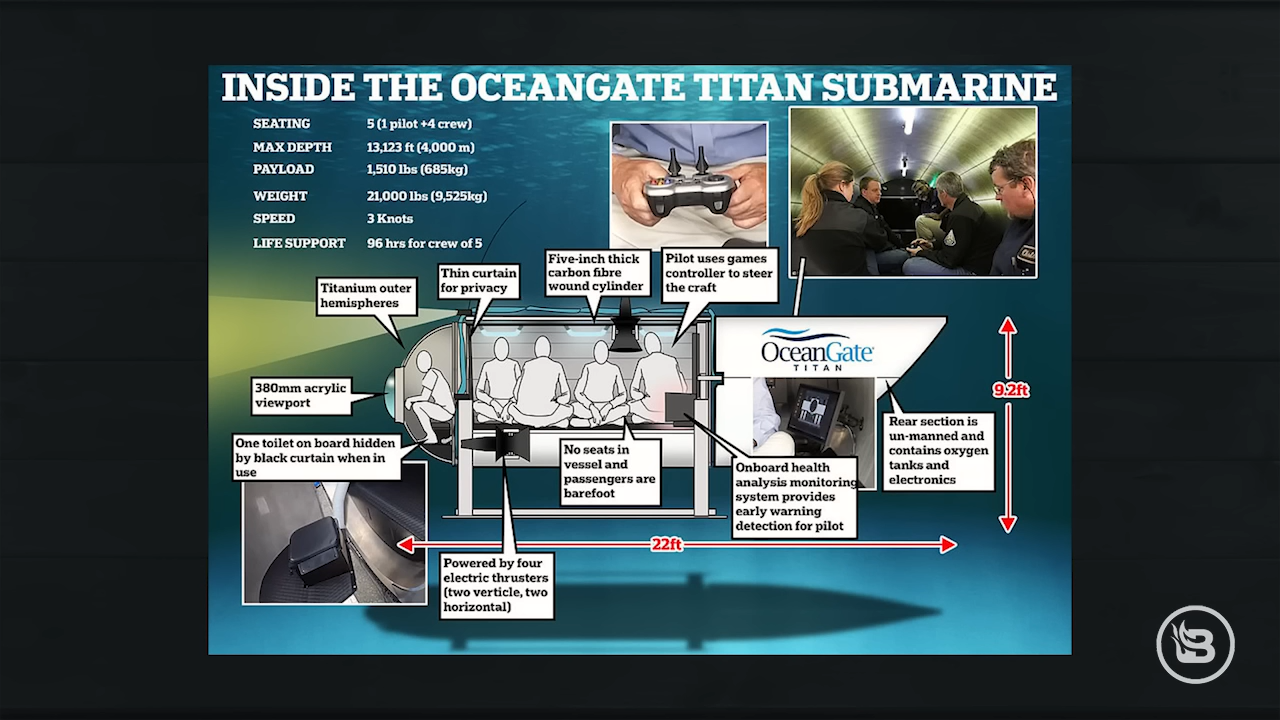 INSIDE THE OCEANGATE TITAN SUBMARINE
SEATING 5 (1 pilot +4 crew)
MAX DEPTH 13,123 ft (4,000 m)
PAYLOAD 1,510 lbs (685kg)
WEIGHT 21,000 lbs (9,525kg)
SPEED 3 Knots
LIFE SUPPORT 96 hrs for crew of 5
Titanium outer
hemispheres
Thin curtain
for privacy
Five-inch thick
carbon fibre
wound cylinder
Pilot uses games
controller to steer
the craft
OceanGate
TITAN
9.2ft
380mm acrylic
viewport
One toilet on board hidden
by black curtain when in
use
No seats in
vessel and
passengers are
barefoot
Onboard health
analysis monitoring
system provides
early warning
detection for pilot
Rear section is
un-manned and
contains oxygen
tanks and
electronics
22ft
Powered by four
electric thrusters
(two verticle, two
horizontal)
B